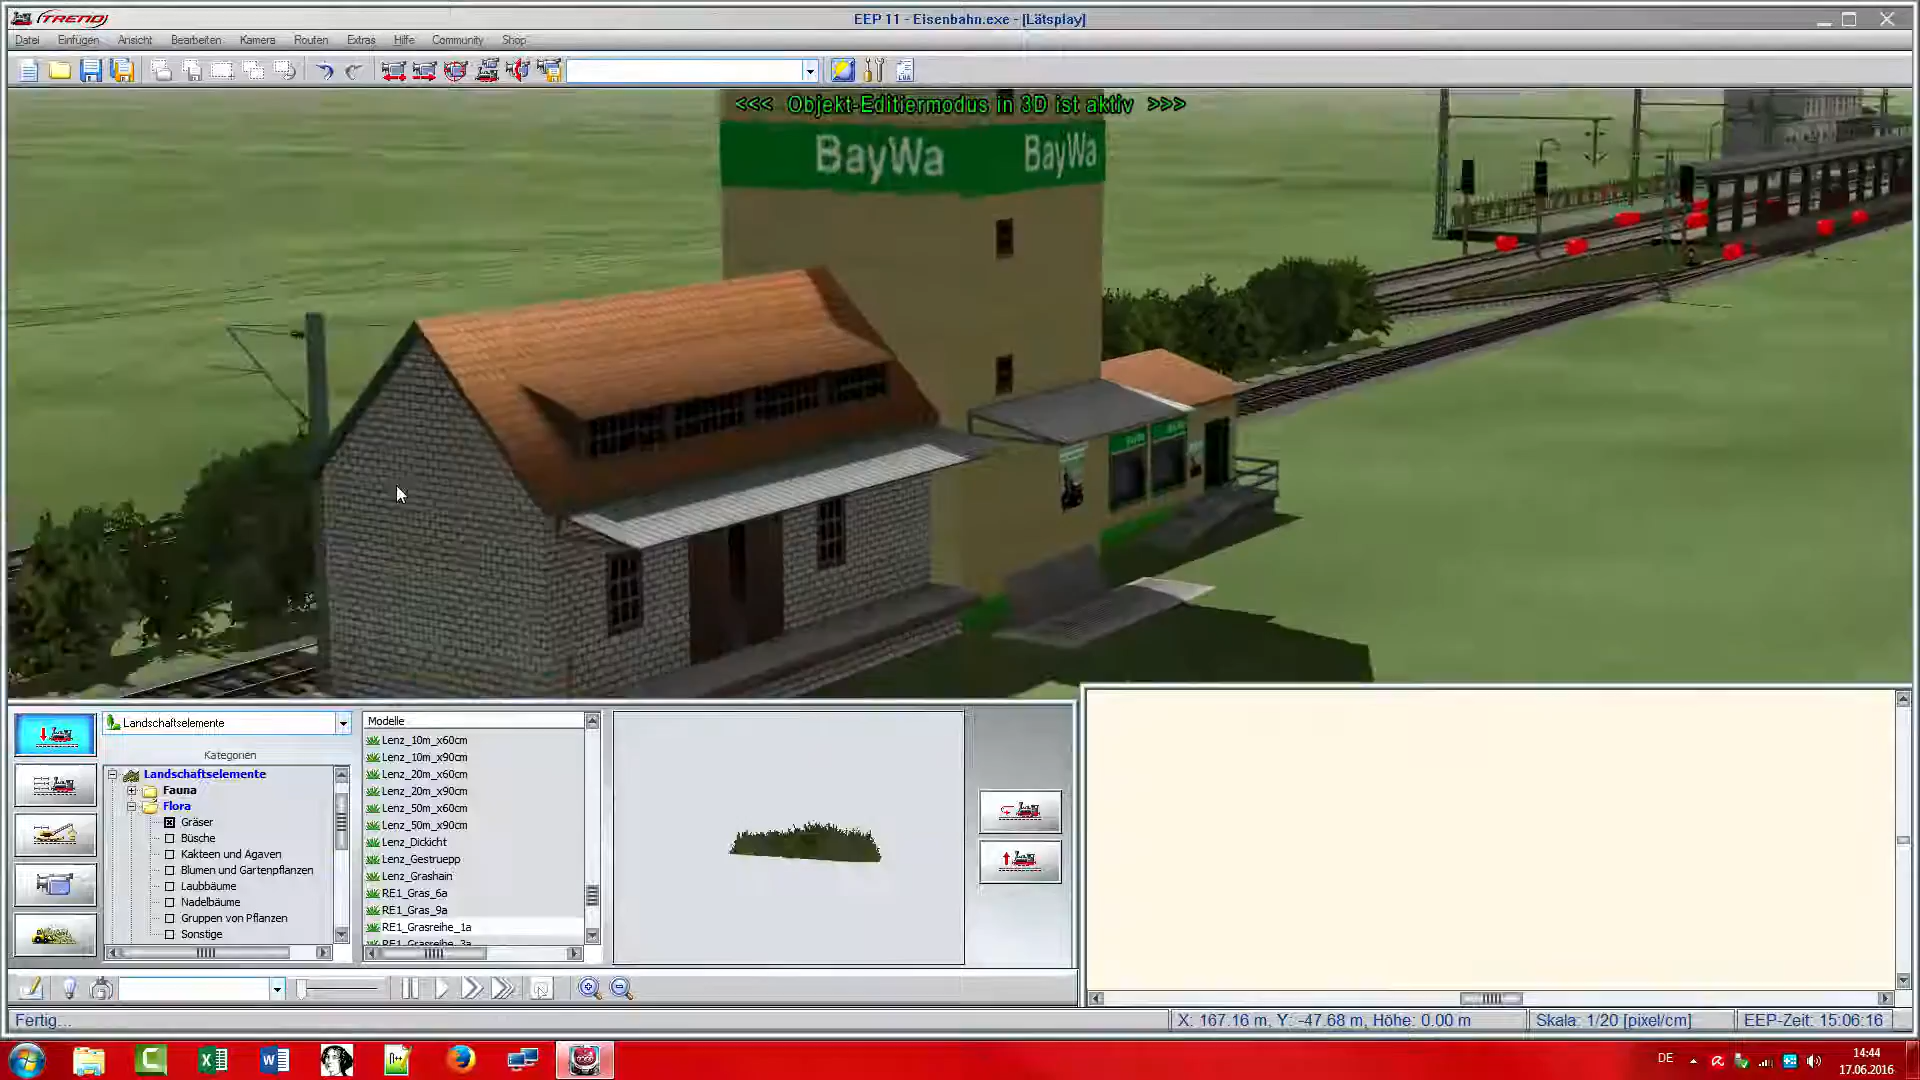 TREND
EEP 11 - Eisenbahn.exe - [Lätsplay]
Datei Einfügen Ansicht Bearbeiten Kamera Routen Extras Hilfe Community Shop
<<< Objekt-Editiermodus in 3D ist aktiv >>>
BayWa BayWa
Landschaftselemente
Kategorien
Landschaftselemente
Fauna
Flora
Gräser
Büsche
Kakteen und Agaven
Blumen und Gartenpflanzen
Laubbäume
Nadelbäume
Gruppen von Pflanzen
Sonstige
Modelle
Lenz_10m_x60cm
Lenz_10m_x90cm
Lenz_20m_x60cm
Lenz_20m_x90cm
Lenz_50m_x60cm
Lenz_50m_x90cm
Lenz_Dickicht
Lenz_Gestruepp
Lenz_Grashain
RE1_Gras_6a
RE1_Gras_9a
RE1_Grasreihe_1a
RE1_Grasreihe_3a
Fertig...
X: 167.16 m, Y: -47.68 m, Höhe: 0.00 m
Skala: 1/20 [pixel/cm]
EEP-Zeit: 15:06:16
DE
14:44
17.06.2016